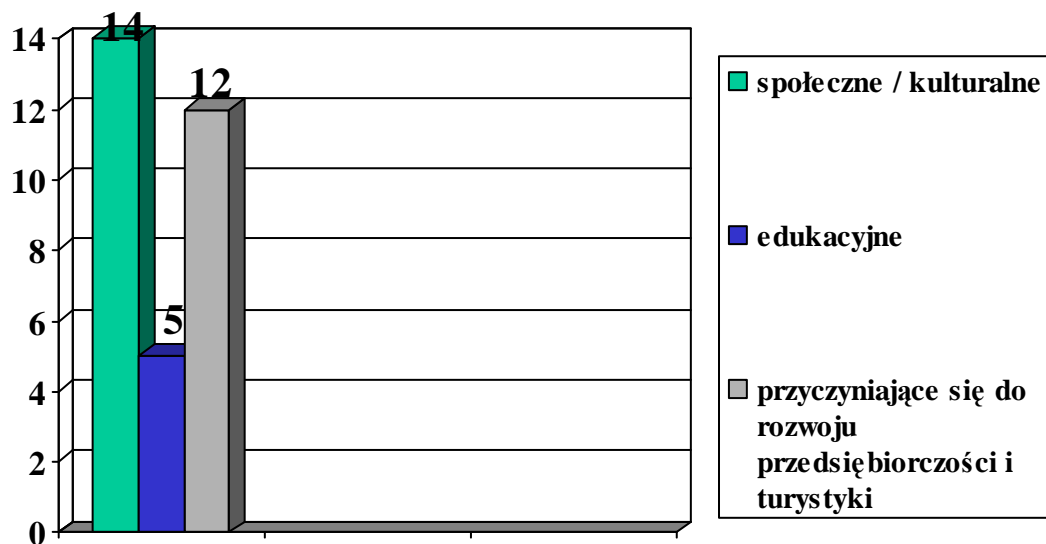 14
12
5
14
12
10
8
6
4
2
0
społeczne / kulturalne
edukacyjne
przyczyniające się do
rozwoju
przedsiębiorczości i
turystyki